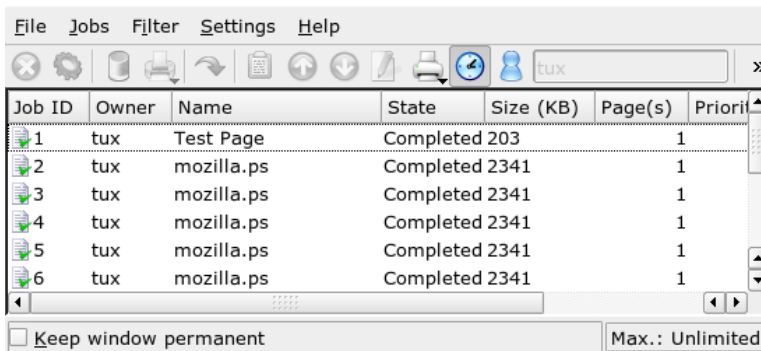 File Jobs Filter Settings Help
tux »
Job ID Owner Name State Size (KB) Page(s) Priorit
1 tux Test Page Completed 203 1
2 tux mozilla.ps Completed 2341 1
3 tux mozilla.ps Completed 2341 1
4 tux mozilla.ps Completed 2341 1
5 tux mozilla.ps Completed 2341 1
6 tux mozilla.ps Completed 2341 1
Keep window permanent Max.: Unlimited